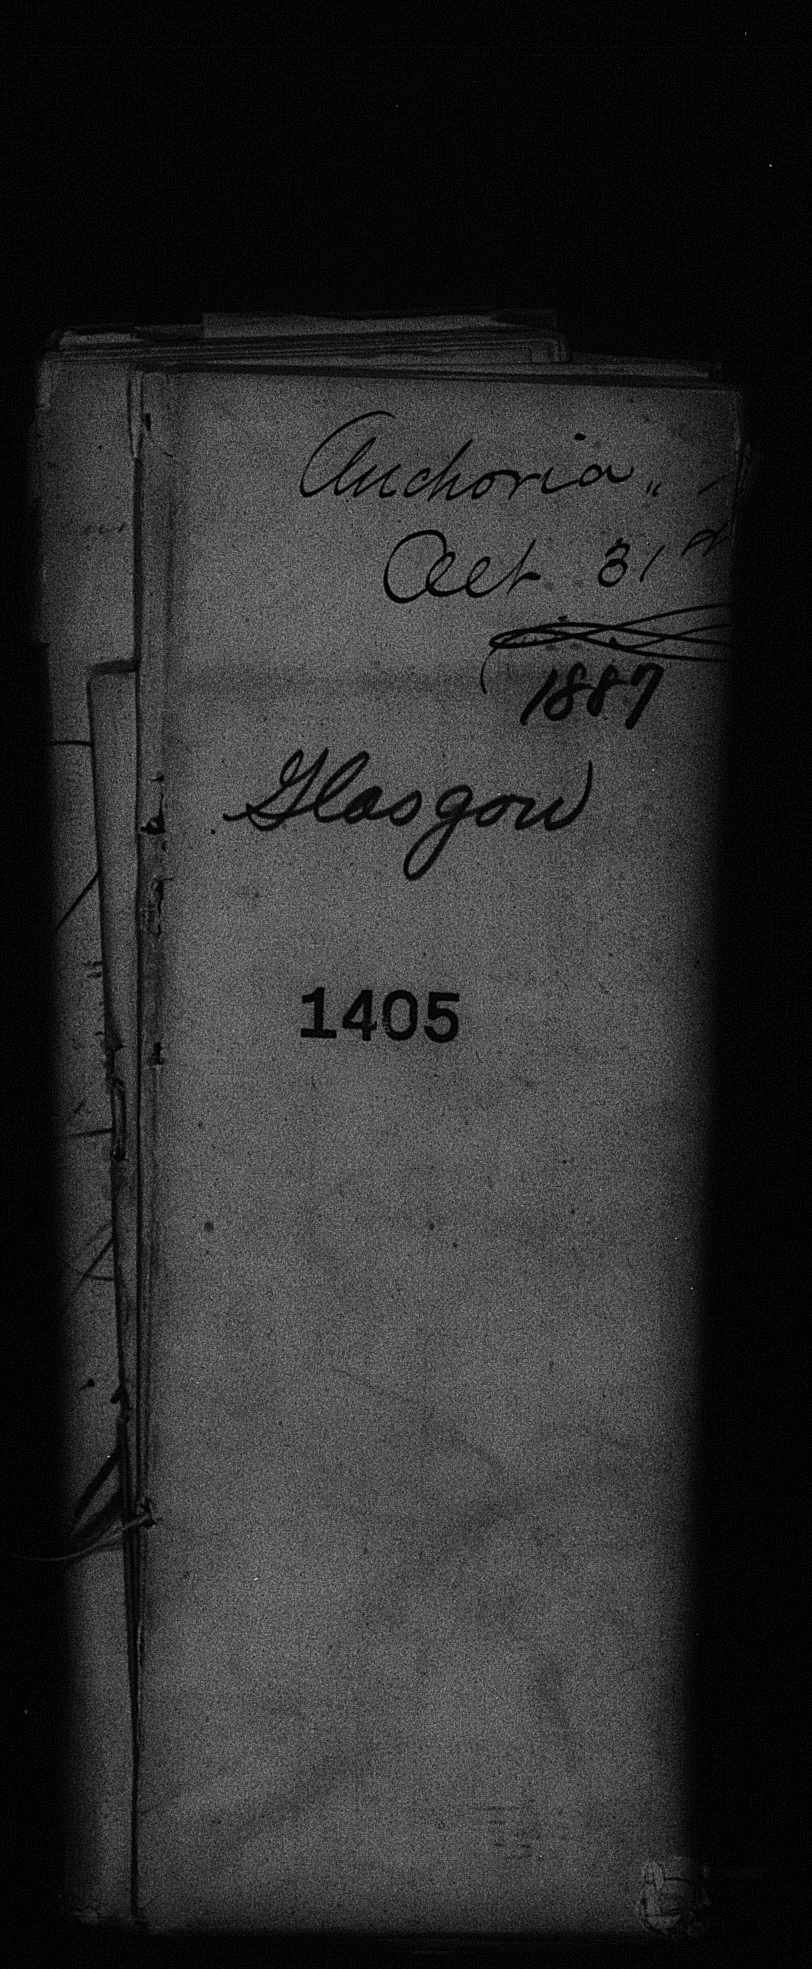 Anchoria„
Oct 31st
1887
Glasgow
1405